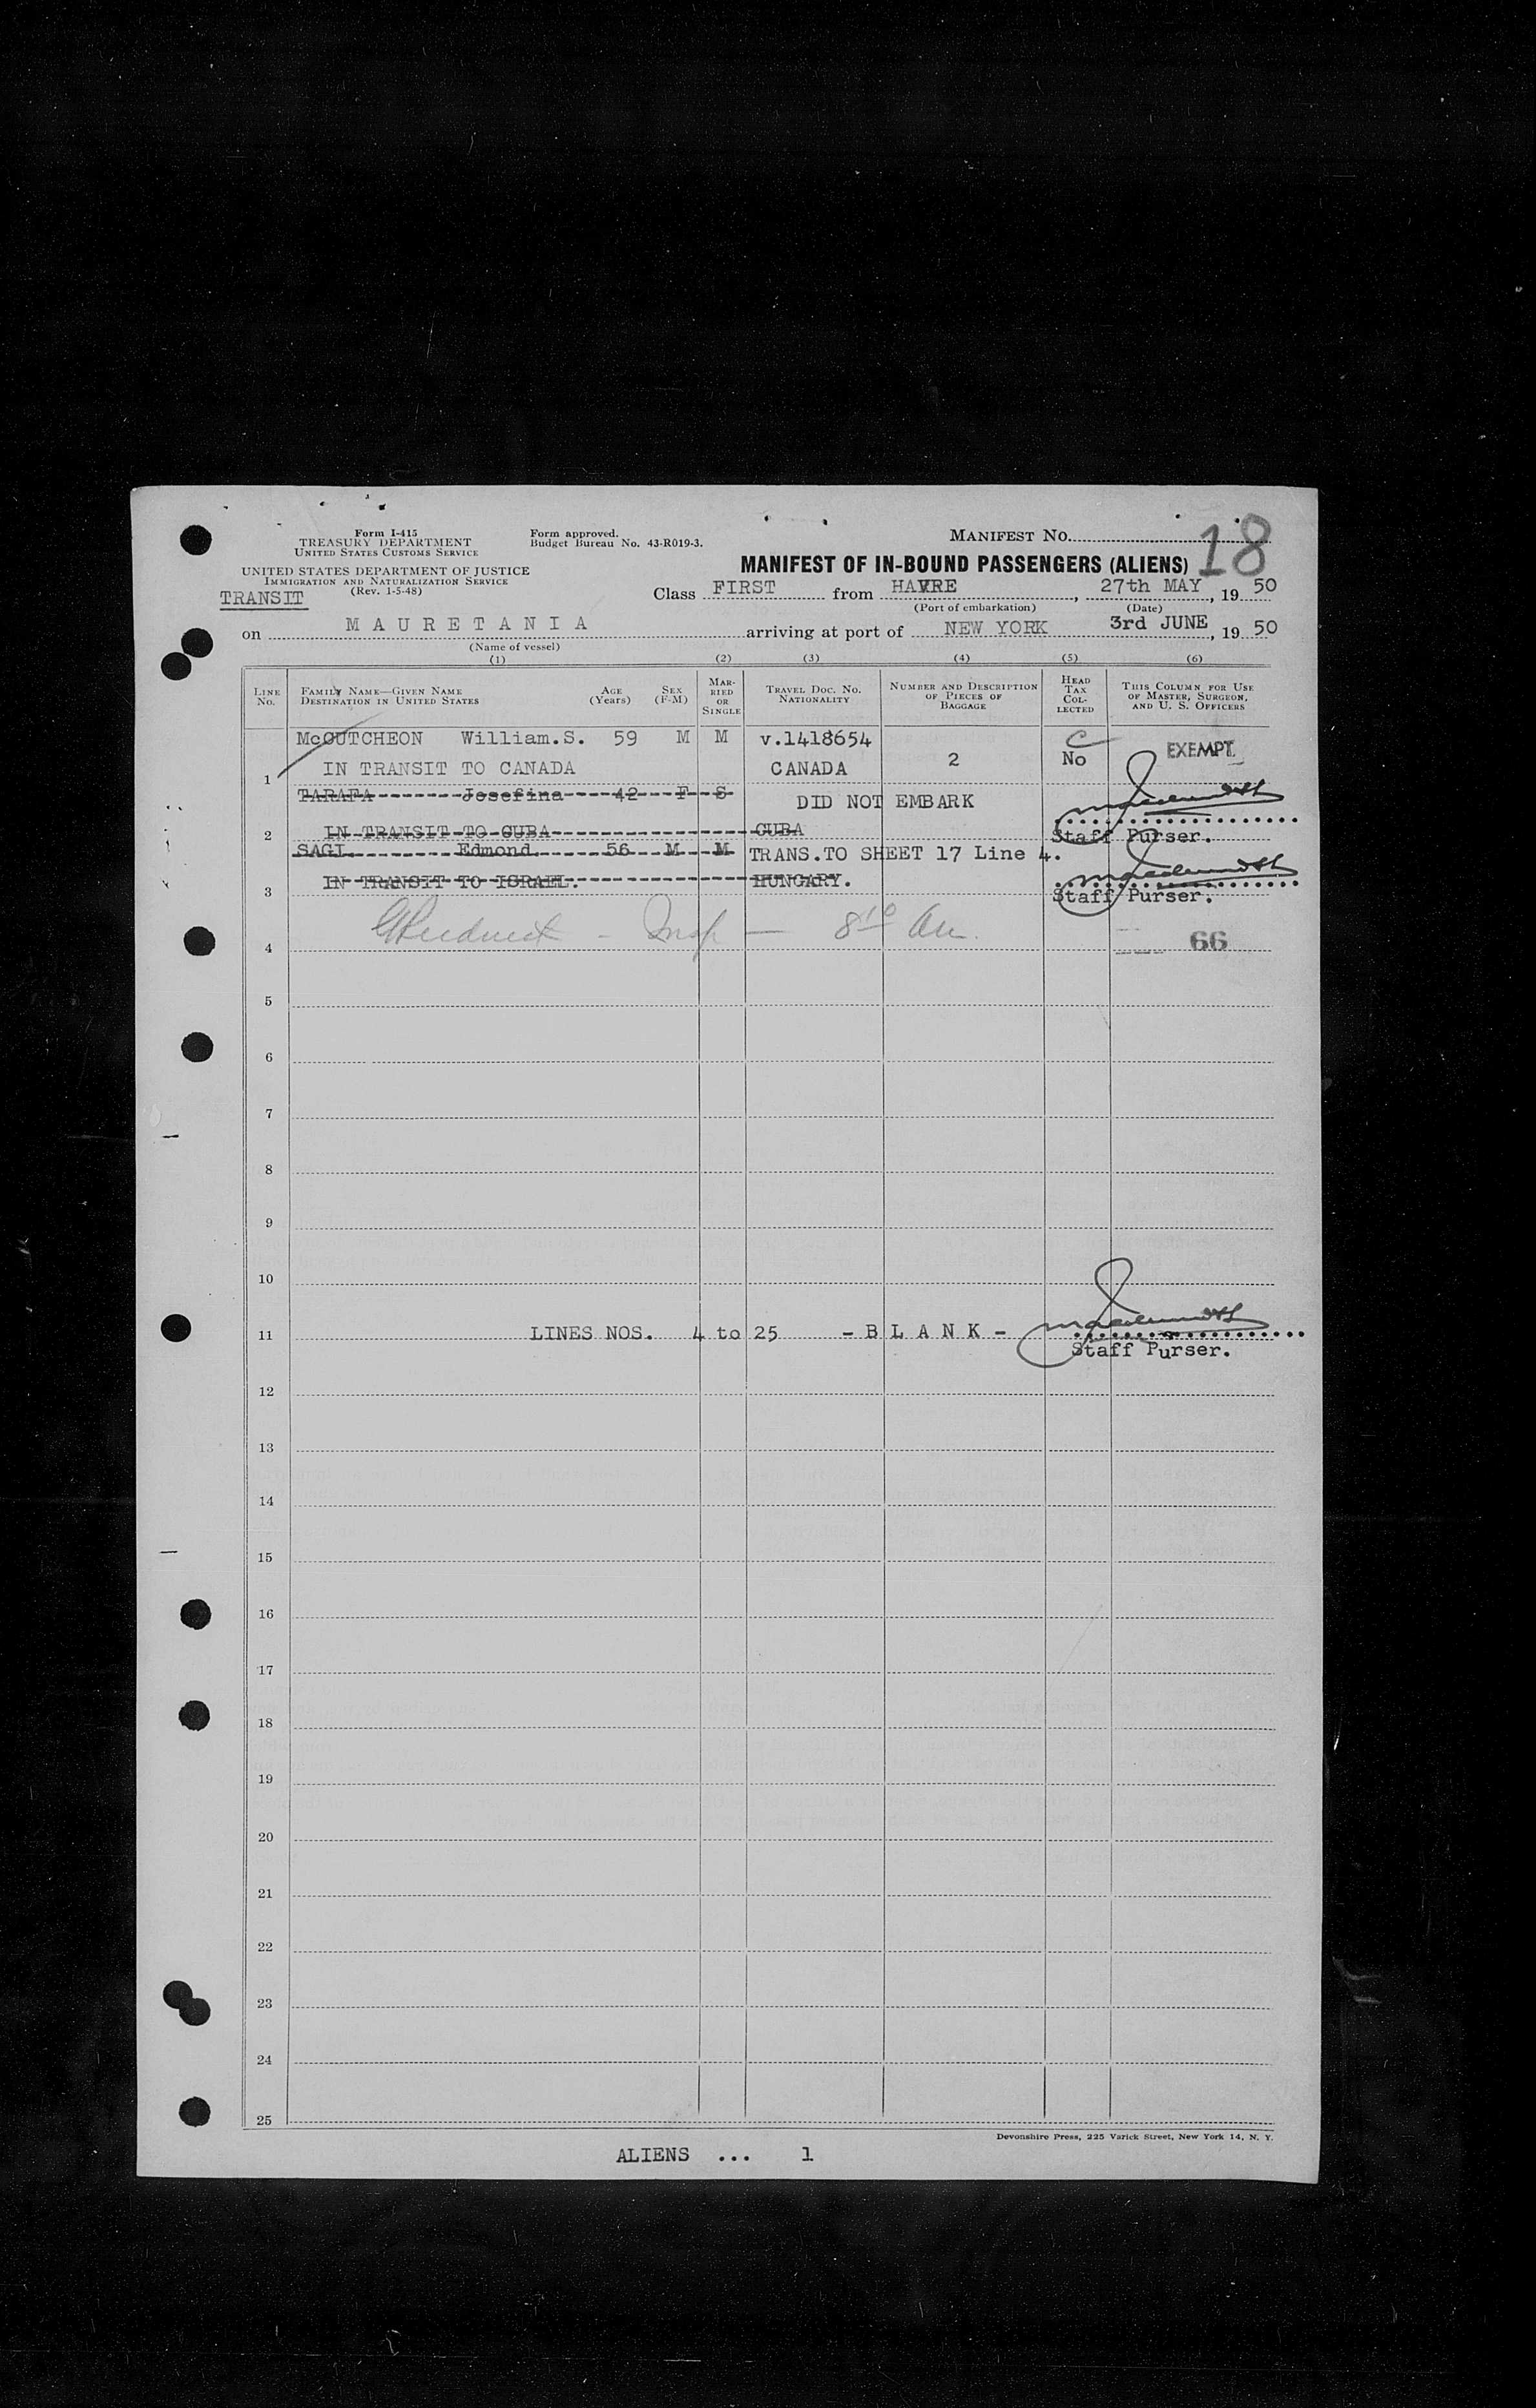 Form I-415
TREASURY DEPARTMENT
UNITED STATES CUSTOMS SERVICE
Form approved.
Budget Bureau No. 43-R019-3.
MANIFEST NO. 18
UNITED STATES DEPARTMENT OF JUSTICE
IMMIGRATION AND NATURALIZATION SERVICE
(Rev. 1-5-48)
MANIFEST OF IN-BOUND PASSENGERS (ALIENS)
TRANSIT
Class FIRST from HAVRE, 27th MAY, 19 50
(Port of embarkation) (Date)
on MAURETANIA arriving at port of NEW YORK 3rd JUNE, 19 50
(Name of vessel)
(1) (2) (3) (4) (5) (6)
LINE No. FAMILY NAME—GIVEN NAME DESTINATION IN UNITED STATES AGE (Years) SEX (F-M) MARRIED OR SINGLE TRAVEL DOC. NO. NATIONALITY NUMBER AND DESCRIPTION OF PIECES OF BAGGAGE HEAD TAX COLLECTED THIS COLUMN FOR USE OF MASTER, SURGEON, AND U. S. OFFICERS
McCUTCHEON William.S. 59 M M v.1418654 C EXEMPT
1 IN TRANSIT TO CANADA CANADA 2 No
TARAFA Josefina 42 F S DID NOT EMBARK
2 IN TRANSIT TO CUBA CUBA Staff Purser.
SAGI Edmond 56 M M TRANS.TO SHEET 17 Line 4.
3 IN TRANSIT TO ISRAEL. HUNGARY. Staff Purser.
4 Insp — 8 10 Am. 66
5
6
7
8
9
10
11 LINES NOS. 4 to 25 - B L A N K -
Staff Purser.
12
13
14
15
16
17
18
19
20
21
22
23
24
25
Devonshire Press, 225 Varick Street, New York 14, N. Y.
ALIENS ... 1